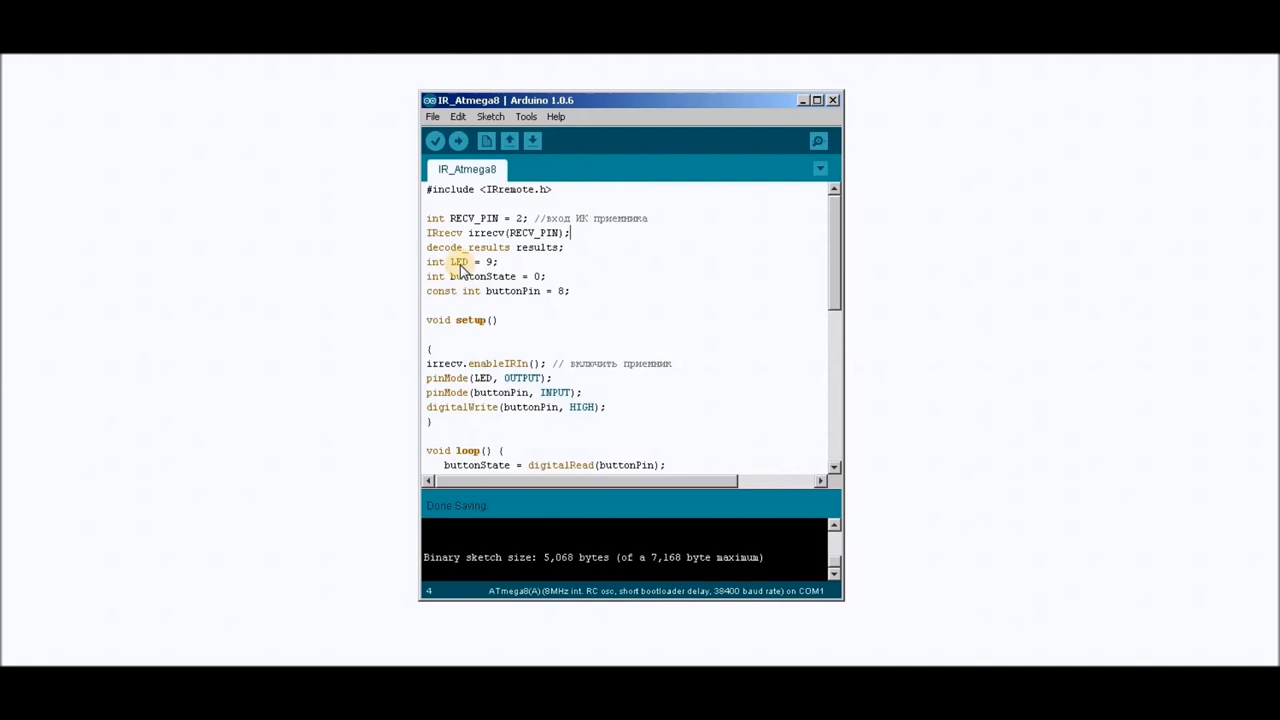 IR_Atmega8 | Arduino 1.0.6
File Edit Sketch Tools Help
IR_Atmega8
#include <IRremote.h>
int RECV_PIN = 2; //вход ИК приемника
IRrecv irrecv(RECV_PIN);
decode_results results;
int LED = 9;
int buttonState = 0;
const int buttonPin = 8;
void setup()
{
irrecv.enableIRIn(); // включить приемник
pinMode(LED, OUTPUT);
pinMode(buttonPin, INPUT);
digitalWrite(buttonPin, HIGH);
}
void loop() {
buttonState = digitalRead(buttonPin);
Done Saving.
Binary sketch size: 5,068 bytes (of a 7,168 byte maximum)
4 ATmega8(A)(8MHz int. RC osc, short bootloader delay, 38400 baud rate) on COM1